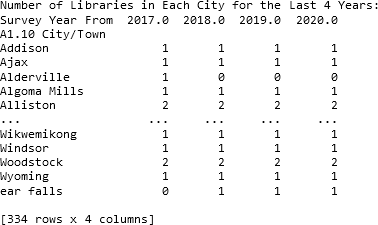 Number of Libraries in Each City for the Last 4 Years:
Survey Year From  2017.0  2018.0  2019.0  2020.0
A1.10 City/Town
Addison                1       1       1       1
Ajax                   1       1       1       1
Alderville             1       0       0       0
Algoma Mills           1       1       1       1
Alliston               2       2       2       2
...                  ...     ...     ...     ...
Wikwemikong            1       1       1       1
Windsor                1       1       1       1
Woodstock              2       2       2       2
Wyoming                1       1       1       1
ear falls              0       1       1       1
[334 rows x 4 columns]